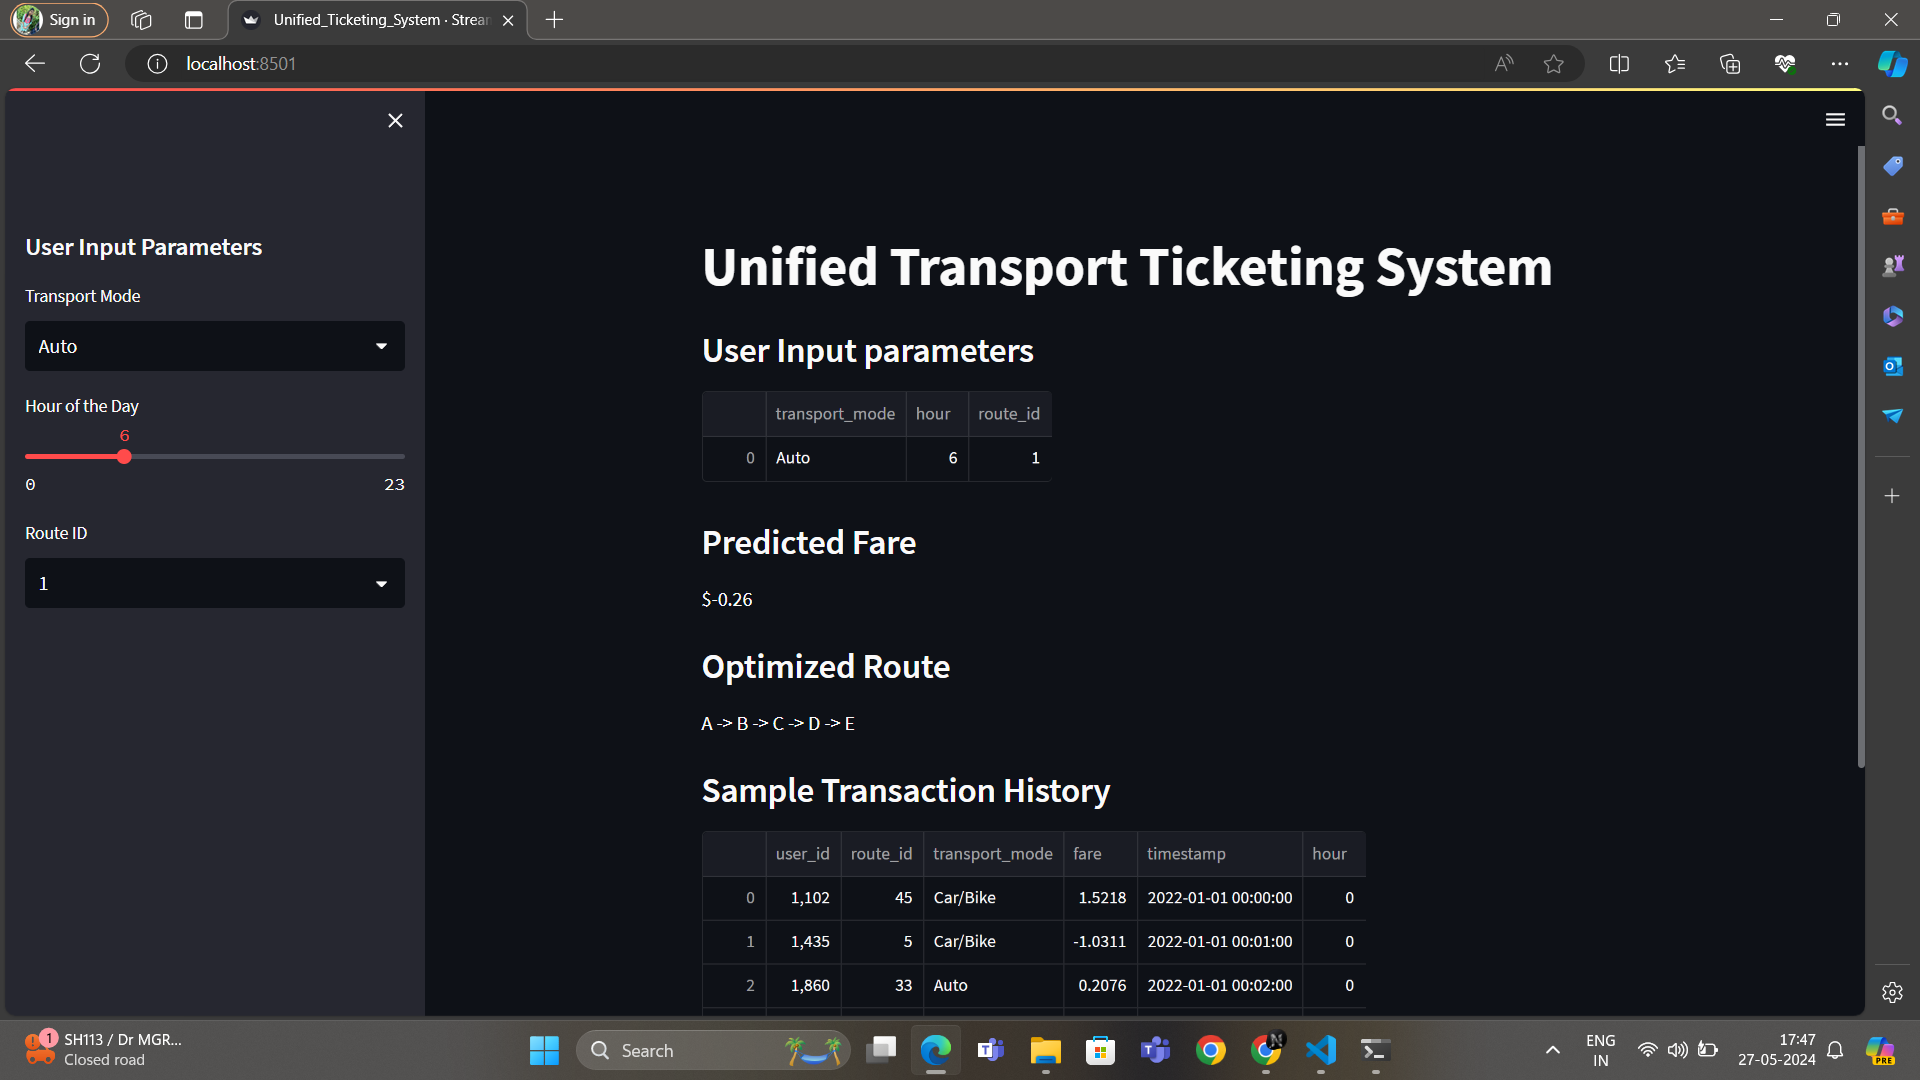 Sign in
Unified_Ticketing_System · Strea
localhost:8501
User Input Parameters
Transport Mode
Auto
Hour of the Day
6
0 23
Route ID
1
Unified Transport Ticketing System
User Input parameters
transport_mode hour route_id
0 Auto 6 1
Predicted Fare
$-0.26
Optimized Route
A -> B -> C -> D -> E
Sample Transaction History
user_id route_id transport_mode fare timestamp hour
0 1,102 45 Car/Bike 1.5218 2022-01-01 00:00:00 0
1 1,435 5 Car/Bike -1.0311 2022-01-01 00:01:00 0
2 1,860 33 Auto 0.2076 2022-01-01 00:02:00 0
1
SH113 / Dr MGR...
Closed road
Search
N
ENG
IN
17:47
27-05-2024
PRE